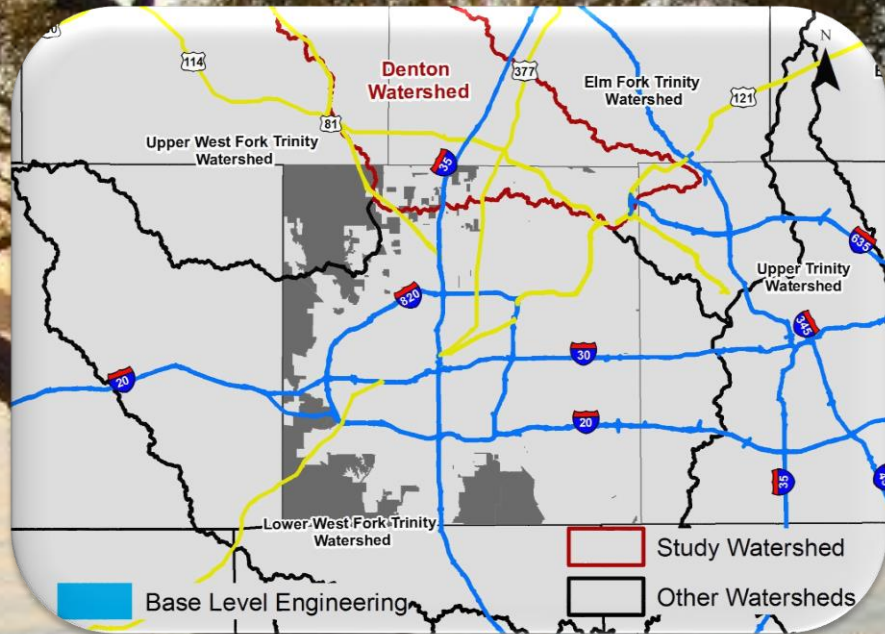 N
114
Denton
Watershed
377
Elm Fork Trinity
Watershed
121
81
Upper West Fork Trinity
Watershed
35
635
Upper Trinity
Watershed
820
345
30
20
20
35
Lower West Fork Trinity
Watershed
Study Watershed
Base Level Engineering
Other Watersheds